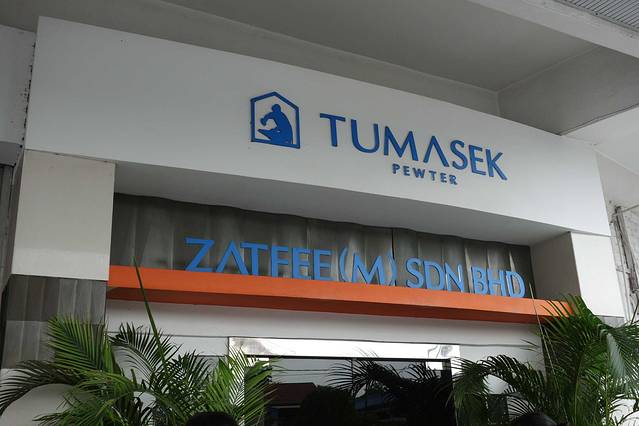 TUMASEK
PEWTER
ZATFEE (M) SDN BHD